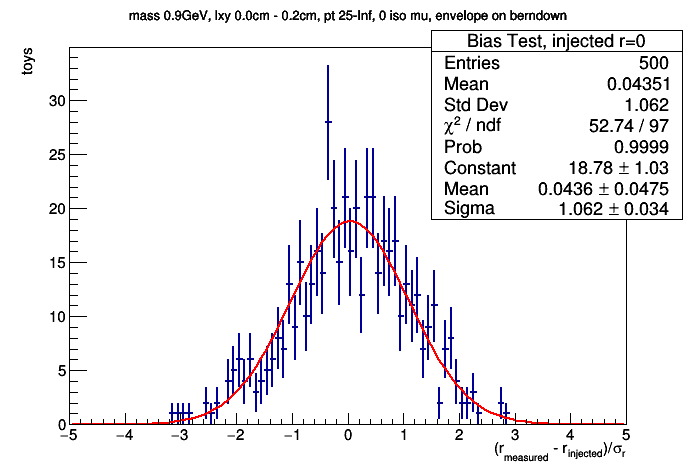 mass 0.9GeV, lxy 0.0cm - 0.2cm, pt 25-Inf, 0 iso mu, envelope on berndown
Bias Test, injected r=0
Entries 500
Mean 0.04351
Std Dev 1.062
χ² / ndf 52.74 / 97
Prob 0.9999
Constant 18.78 ± 1.03
Mean 0.0436 ± 0.0475
Sigma 1.062 ± 0.034
toys
30
25
20
15
10
5
0
−5 −4 −3 −2 −1 0 1 2 3 4 5
(r_measured - r_injected)/σ_r